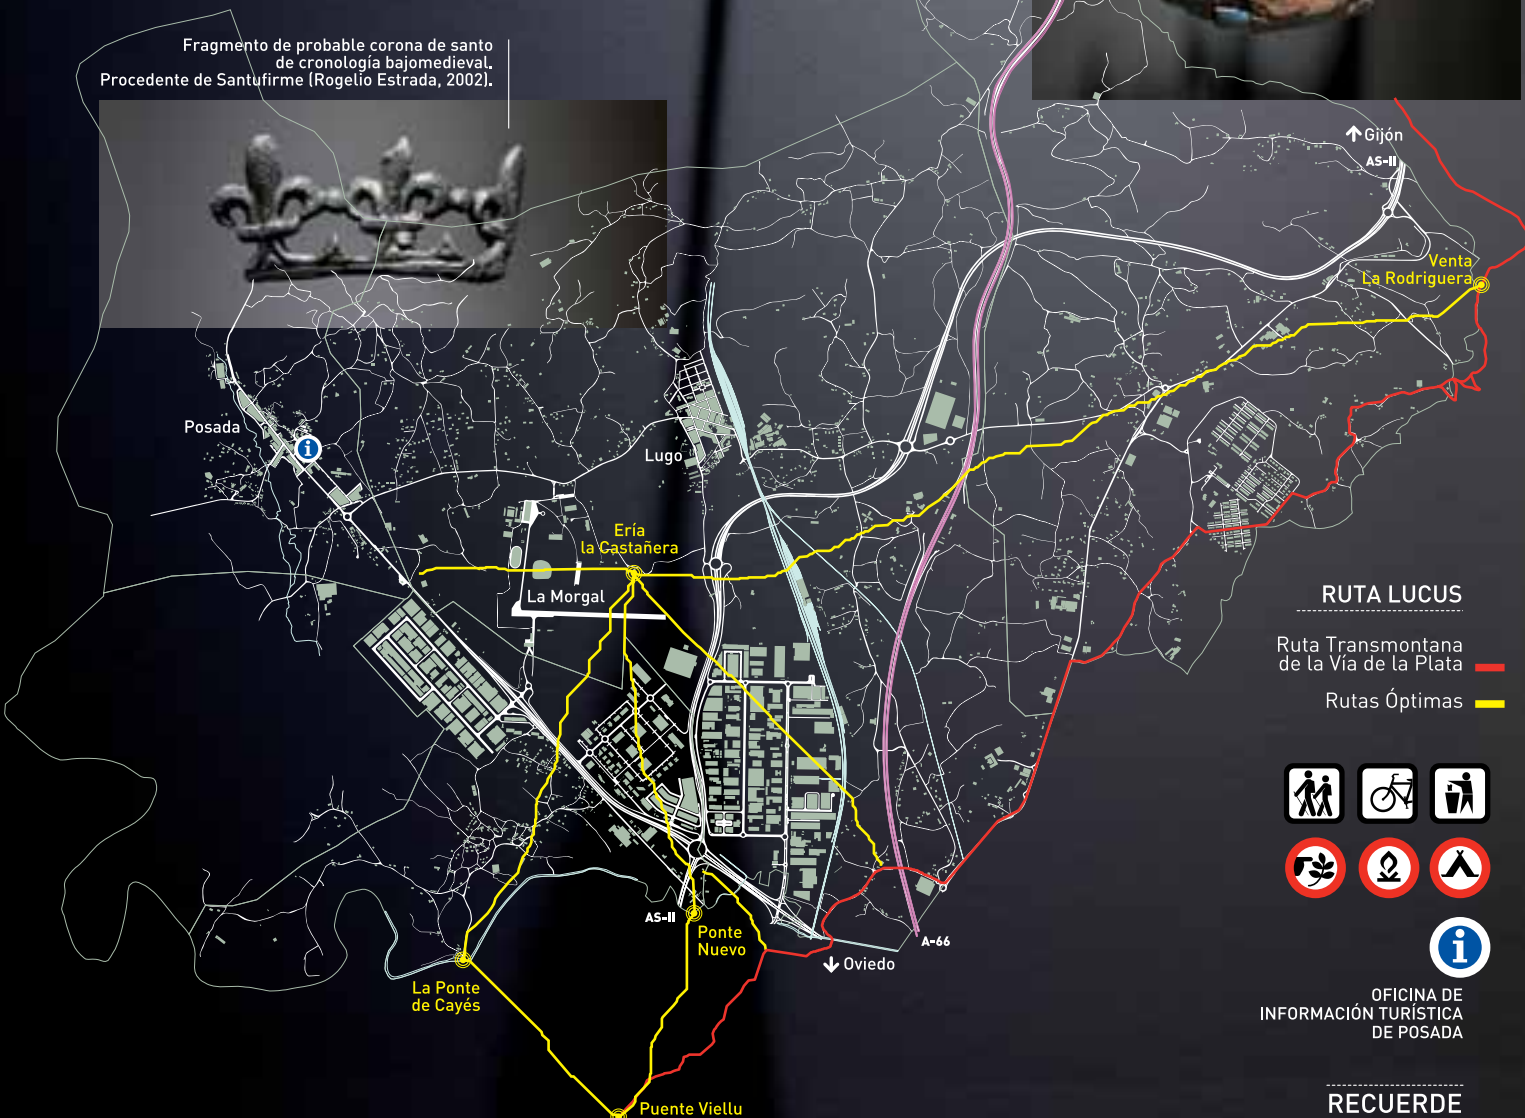 Fragmento de probable corona de santo
de cronología bajomedieval.
Procedente de Santufirme (Rogelio Estrada, 2002).
Gijón
AS-II
Venta
La Rodriguera
Posada
i
Lugo
Ería
la Castañera
La Morgal
RUTA LUCUS
Ruta Transmontana
de la Vía de la Plata
Rutas Óptimas
AS-II
Ponte
Nuevo
A-66
Oviedo
La Ponte
de Cayés
i
OFICINA DE
INFORMACIÓN TURÍSTICA
DE POSADA
RECUERDE
Puente Viellu